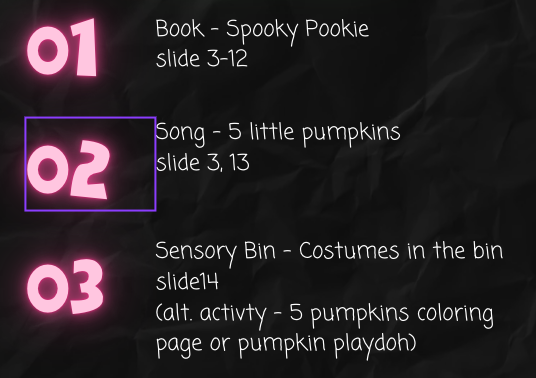 01
Book - Spooky Pookie
slide 3-12
02
Song - 5 little pumpkins
slide 3, 13
03
Sensory Bin - Costumes in the bin
slide14
(alt. activty - 5 pumpkins coloring
page or pumpkin playdoh)